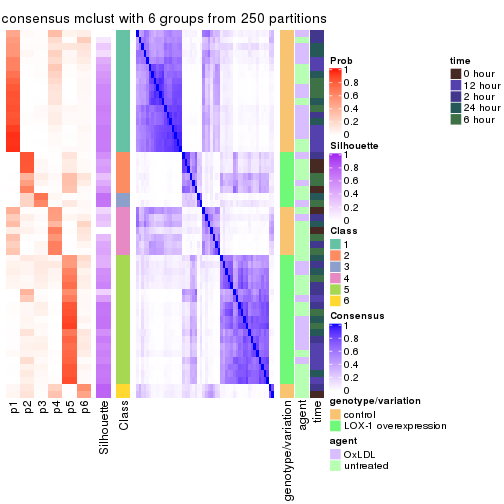 consensus mclust with 6 groups from 250 partitions
Prob
1
0.8
0.6
0.4
0.2
0
Silhouette
1
0.8
0.6
0.4
0.2
0
Class
1
2
3
4
5
6
Consensus
1
0.8
0.6
0.4
0.2
0
genotype/variation
control
LOX-1 overexpression
agent
OxLDL
untreated
time
0 hour
12 hour
2 hour
24 hour
6 hour
p1
p2
p3
p4
p5
p6
Silhouette
Class
genotype/variation
agent
time